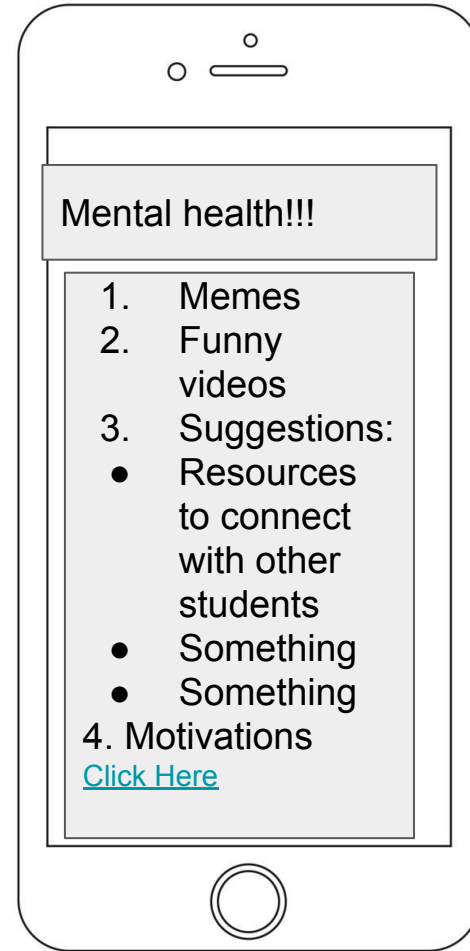 Mental health!!!
1. Memes
2. Funny
videos
3. Suggestions:
● Resources
to connect
with other
students
● Something
● Something
4. Motivations
Click Here